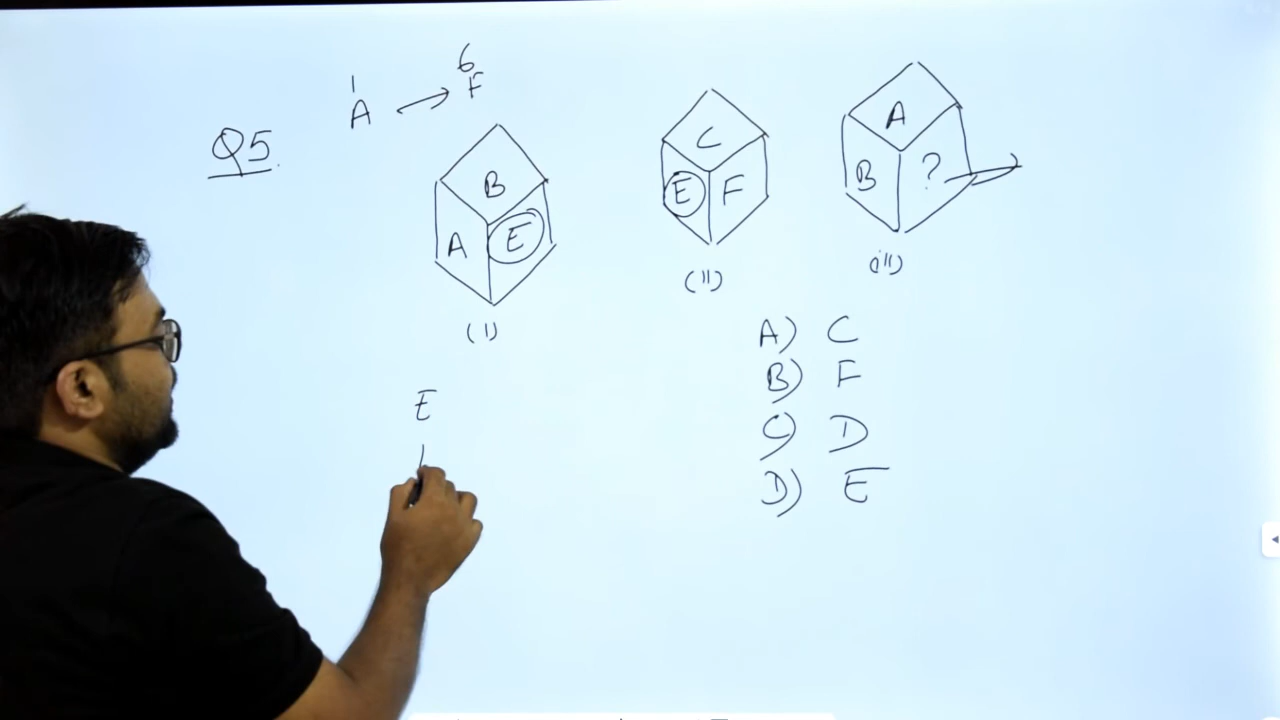 1 6
A → F
Q5.
B
A E
(I)
C
E F
(II)
A
B ?
(iII)
E
A) C
B) F
C) D
D) E